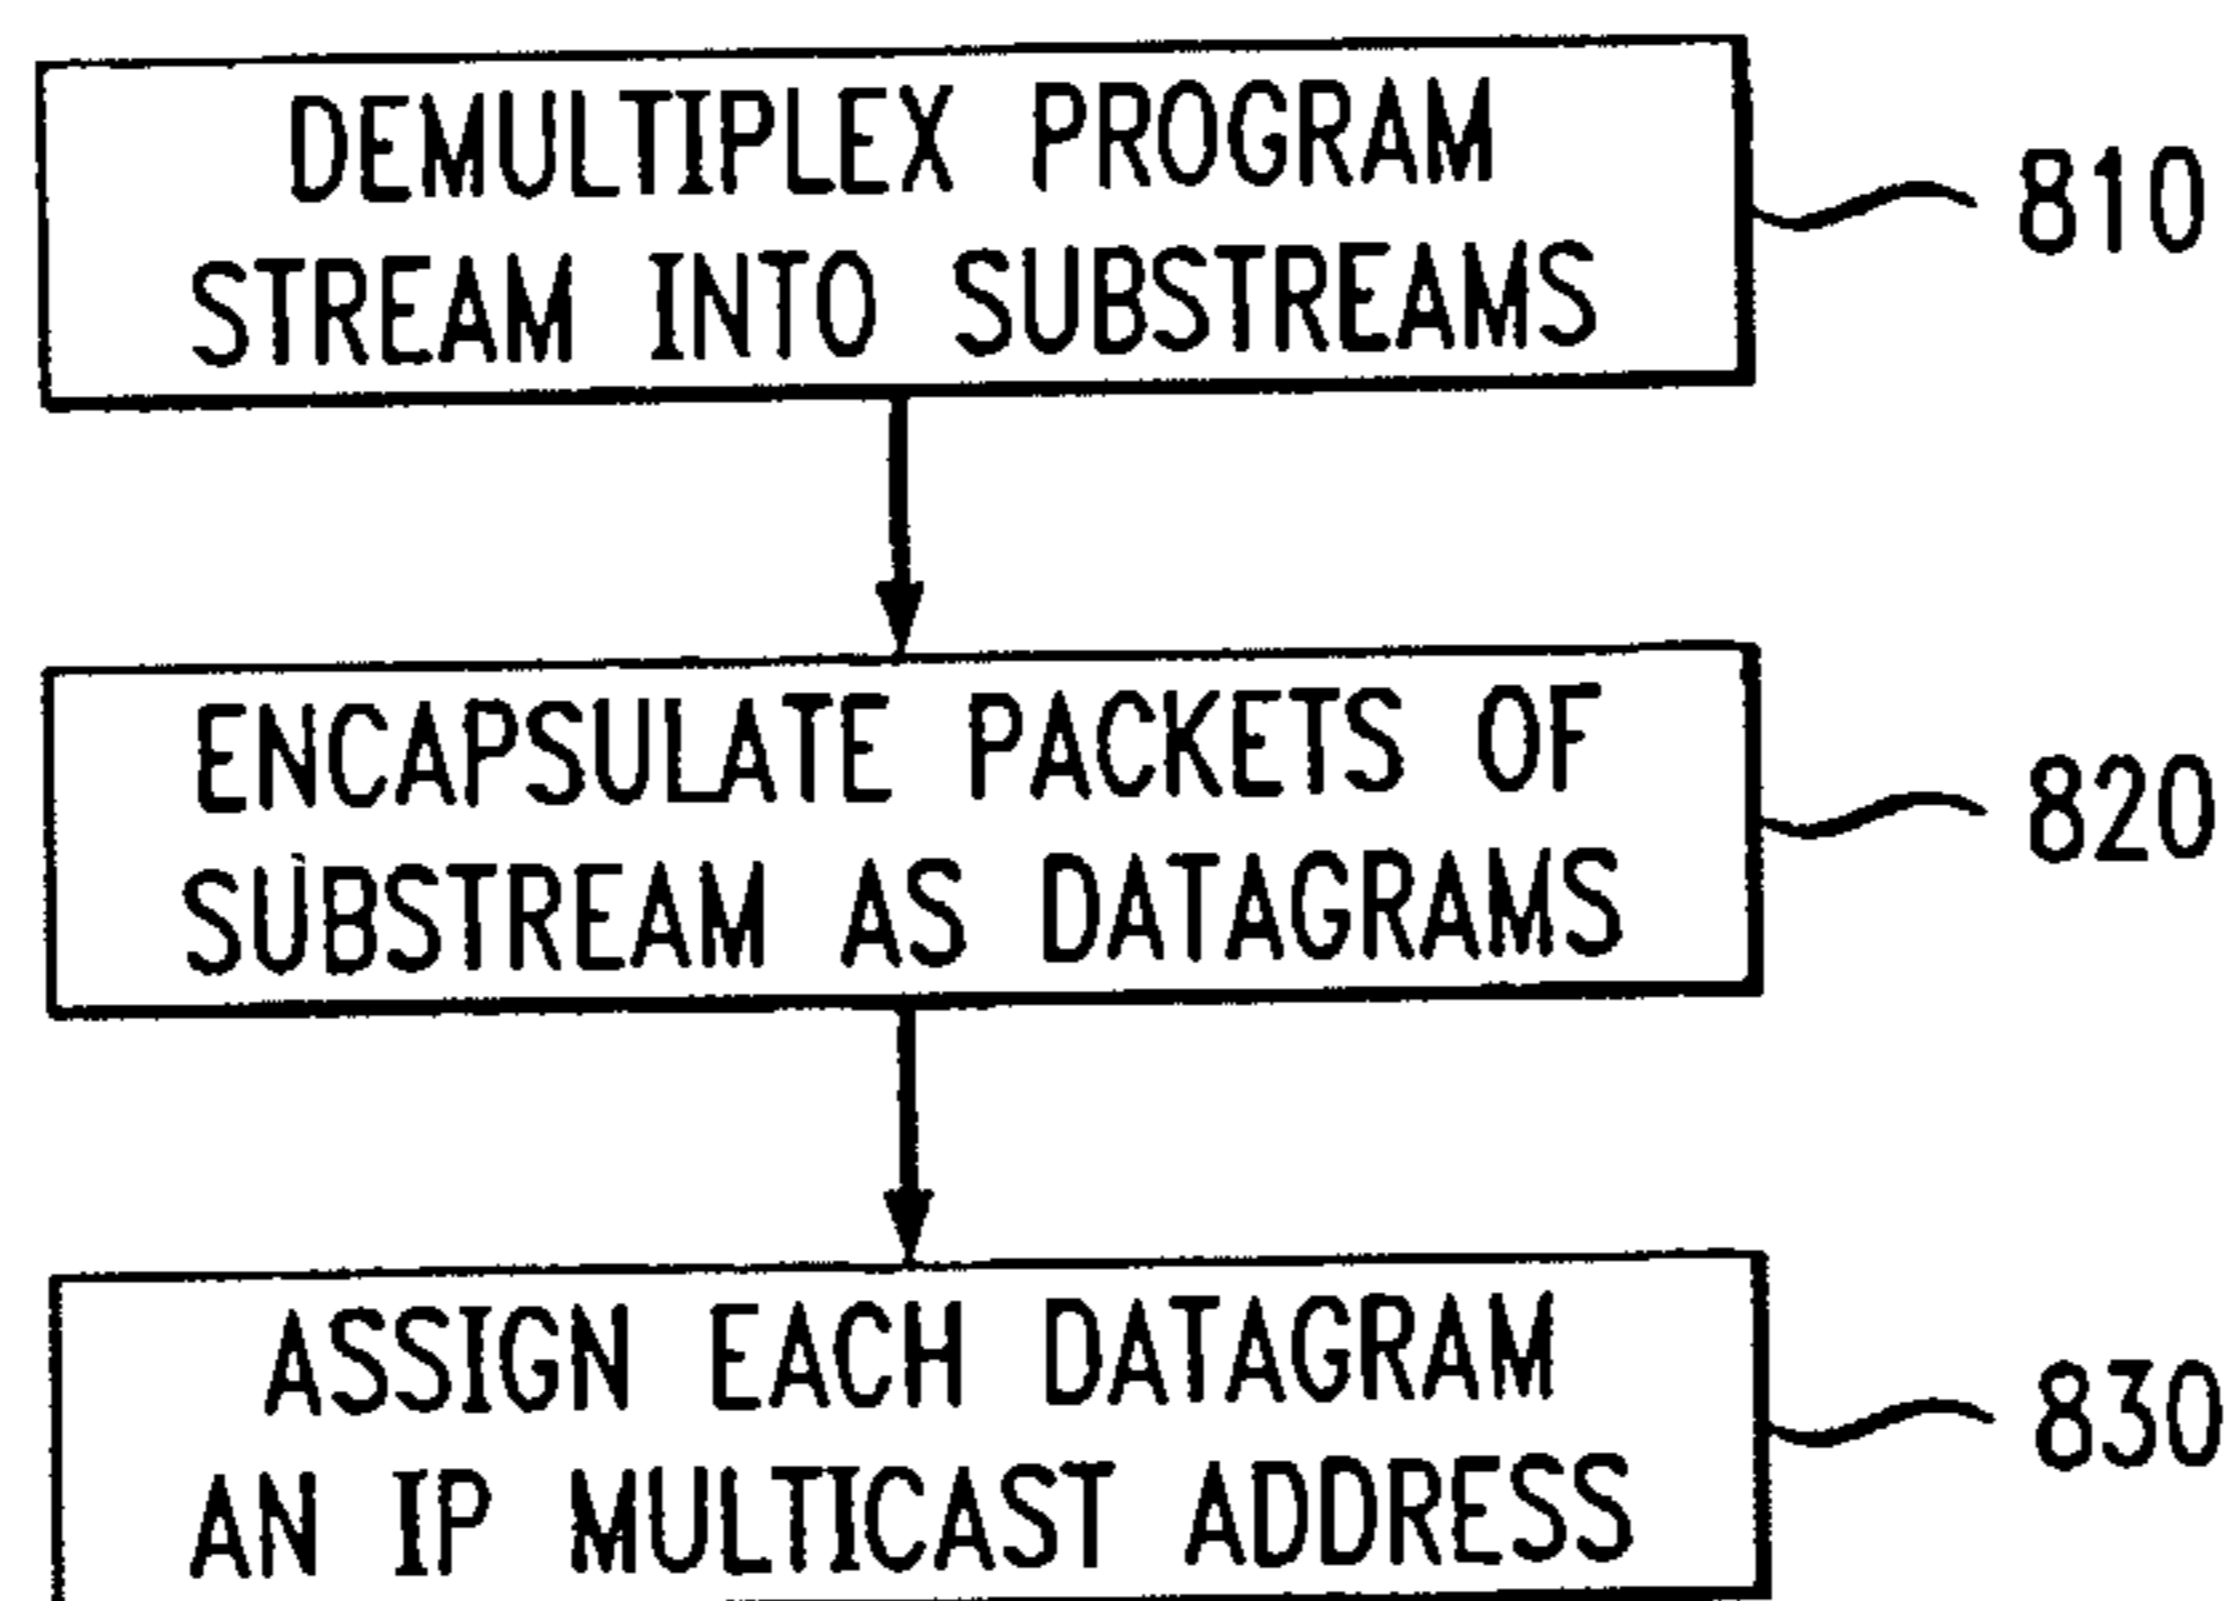 DEMULTIPLEX PROGRAM
STREAM INTO SUBSTREAMS
810
ENCAPSULATE PACKETS OF
SUBSTREAM AS DATAGRAMS
820
ASSIGN EACH DATAGRAM
AN IP MULTICAST ADDRESS
830